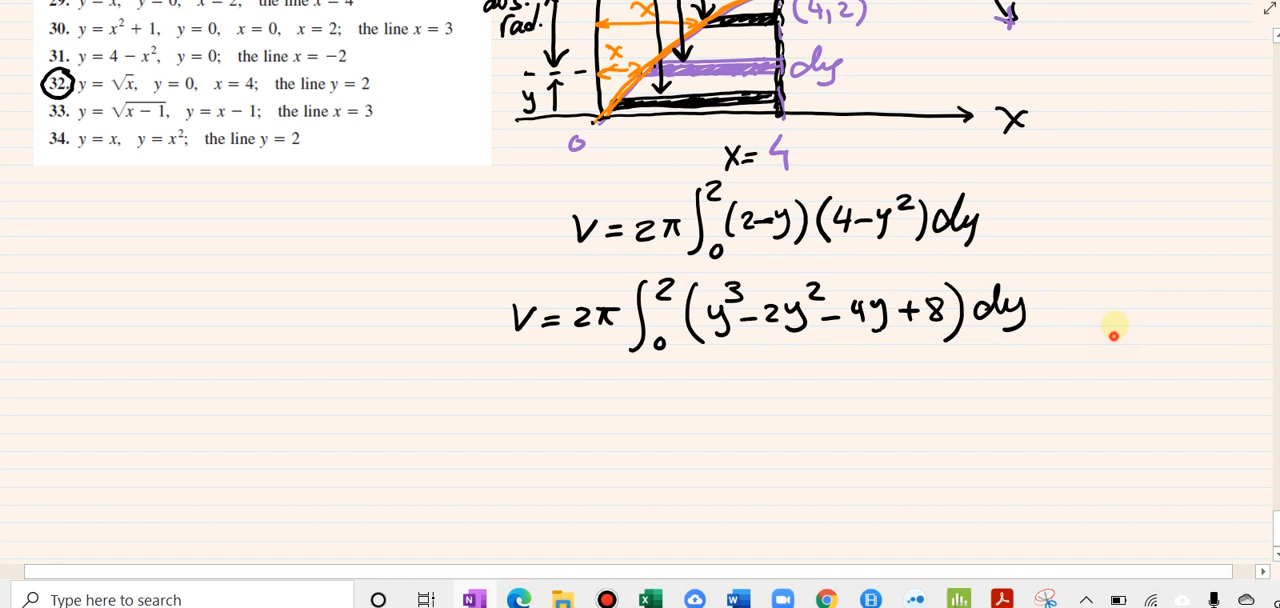 30. y = x² + 1, y = 0, x = 0, x = 2; the line x = 3
31. y = 4 − x², y = 0; the line x = −2
32. y = √x, y = 0, x = 4; the line y = 2
33. y = √(x − 1), y = x − 1; the line x = 3
34. y = x, y = x²; the line y = 2
rad.
x
(4,2)
x
dy
y
x
0
x = 4
V = 2π ∫₀² (2−y)(4−y²)dy
V = 2π ∫₀² (y³−2y²−4y+8)dy
Type here to search